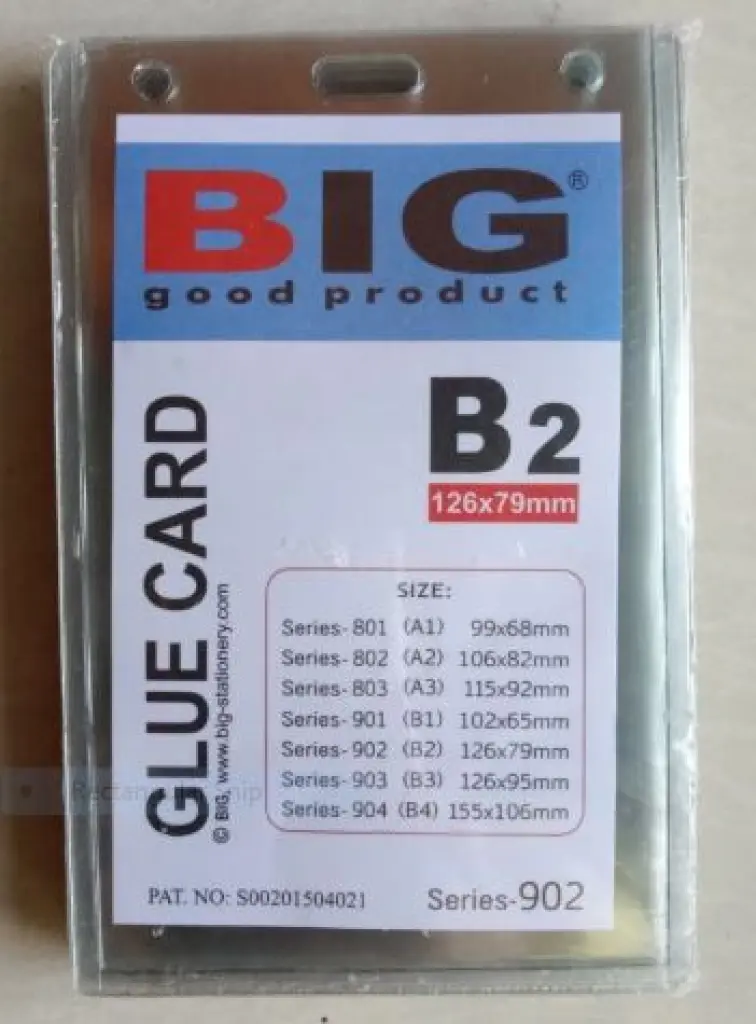 BIG®
good product
B2
126x79mm
GLUE CARD
© BIG, www.big-stationery.com
SIZE:
Series-801 (A1) 99x68mm
Series-802 (A2) 106x82mm
Series-803 (A3) 115x92mm
Series-901 (B1) 102x65mm
Series-902 (B2) 126x79mm
Series-903 (B3) 126x95mm
Series-904 (B4) 155x106mm
PAT. NO: S00201504021
Series-902